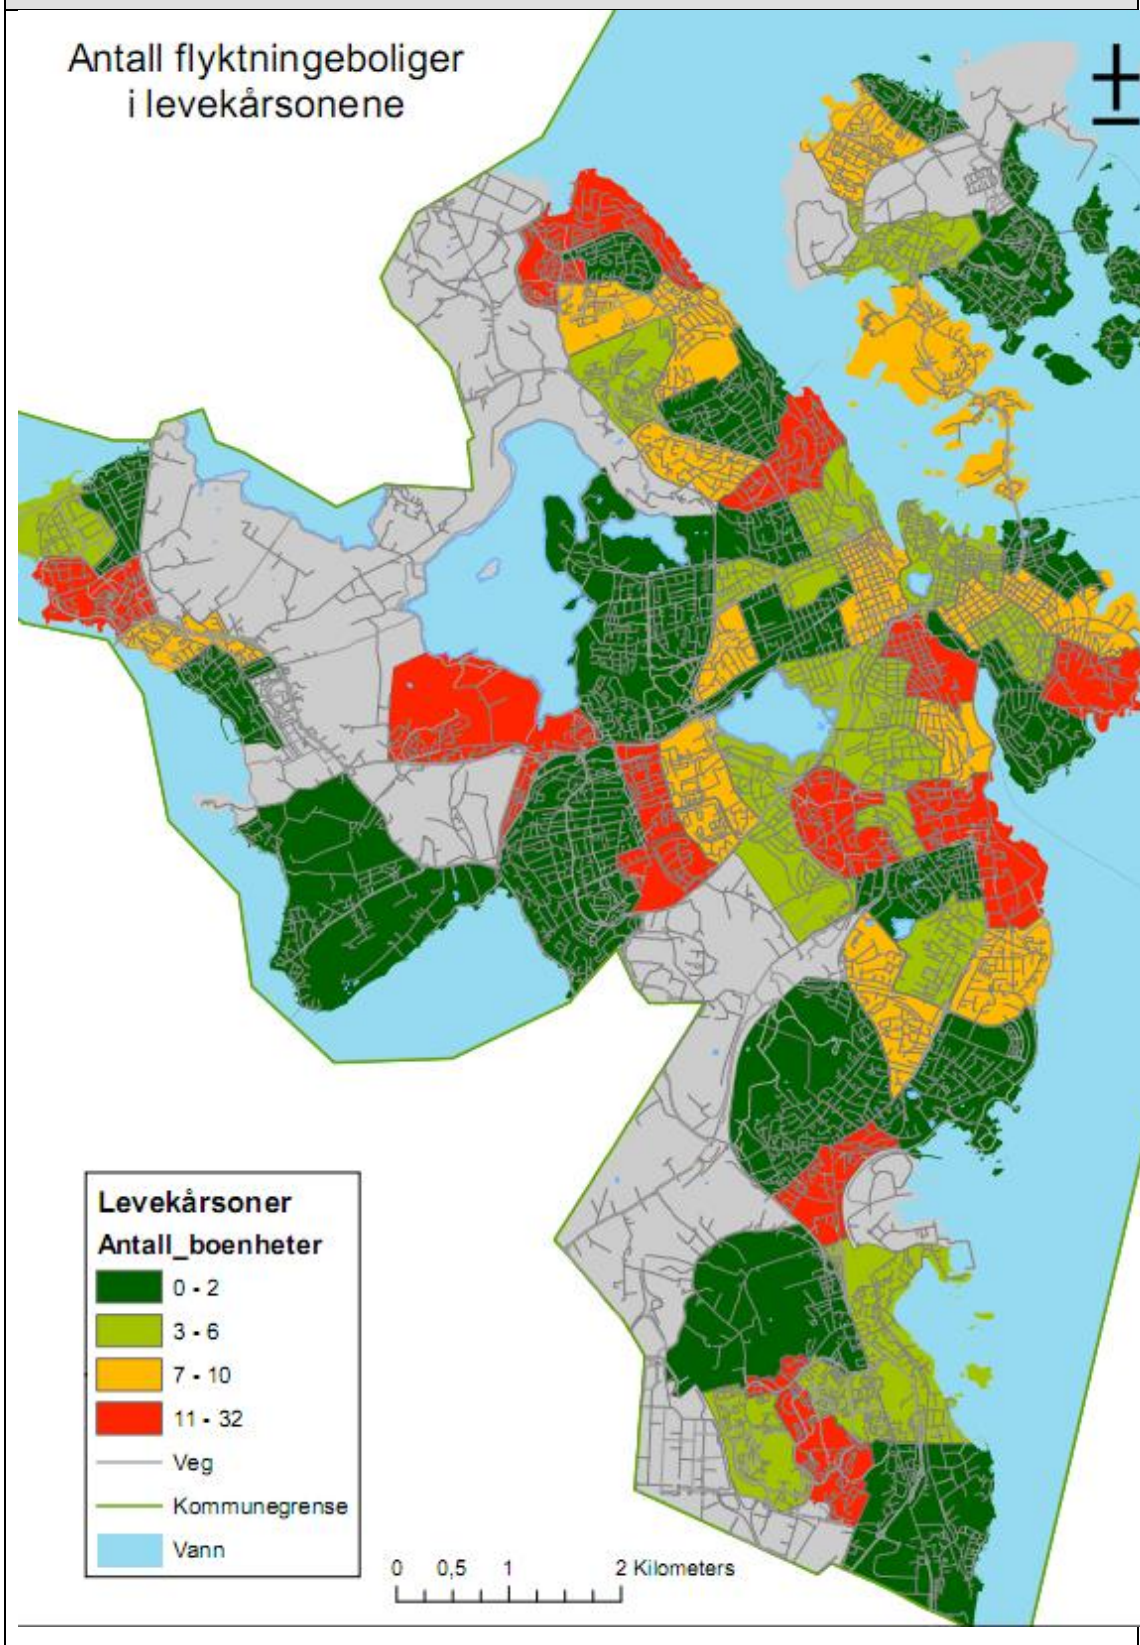 Antall flyktningeboliger
i levekårsonene
Levekårsoner
Antall_boenheter
0 - 2
3 - 6
7 - 10
11 - 32
Veg
Kommunegrense
Vann
0 0,5 1 2 Kilometers